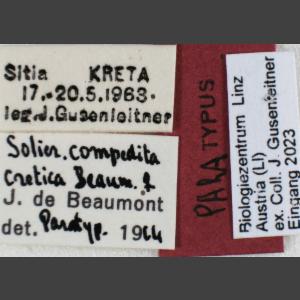 Sitia KRETA
17.-20.5.1963.
leg.J.Gusenleitner
Solier. compedita
cretica Beaum. ♀
J. de Beaumont
det. Paratyp. 1964
PARATYPUS
Biologiezentrum Linz
Austria (LI)
ex. Coll. J. Gusenleitner
Eingang 2023